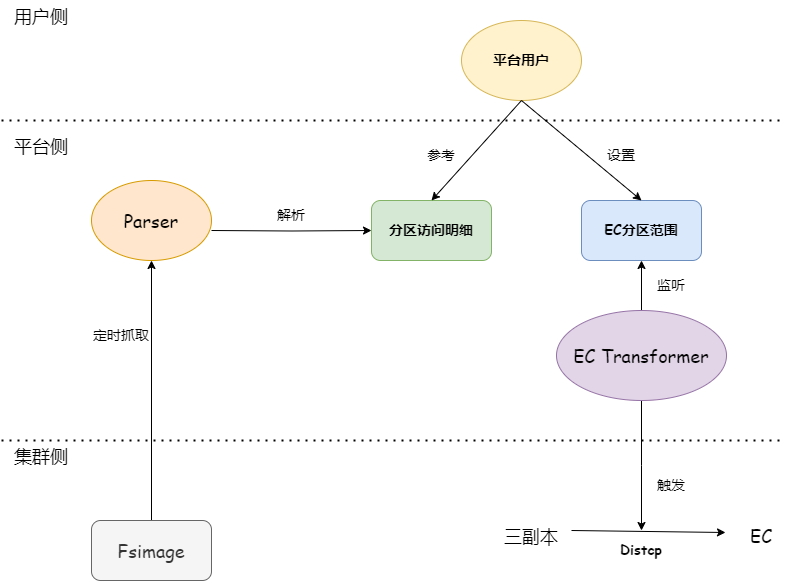 用户侧
平台用户
平台侧
参考
设置
Parser
解析
分区访问明细
EC分区范围
监听
定时抓取
EC Transformer
集群侧
触发
Fsimage
三副本
Distcp
EC